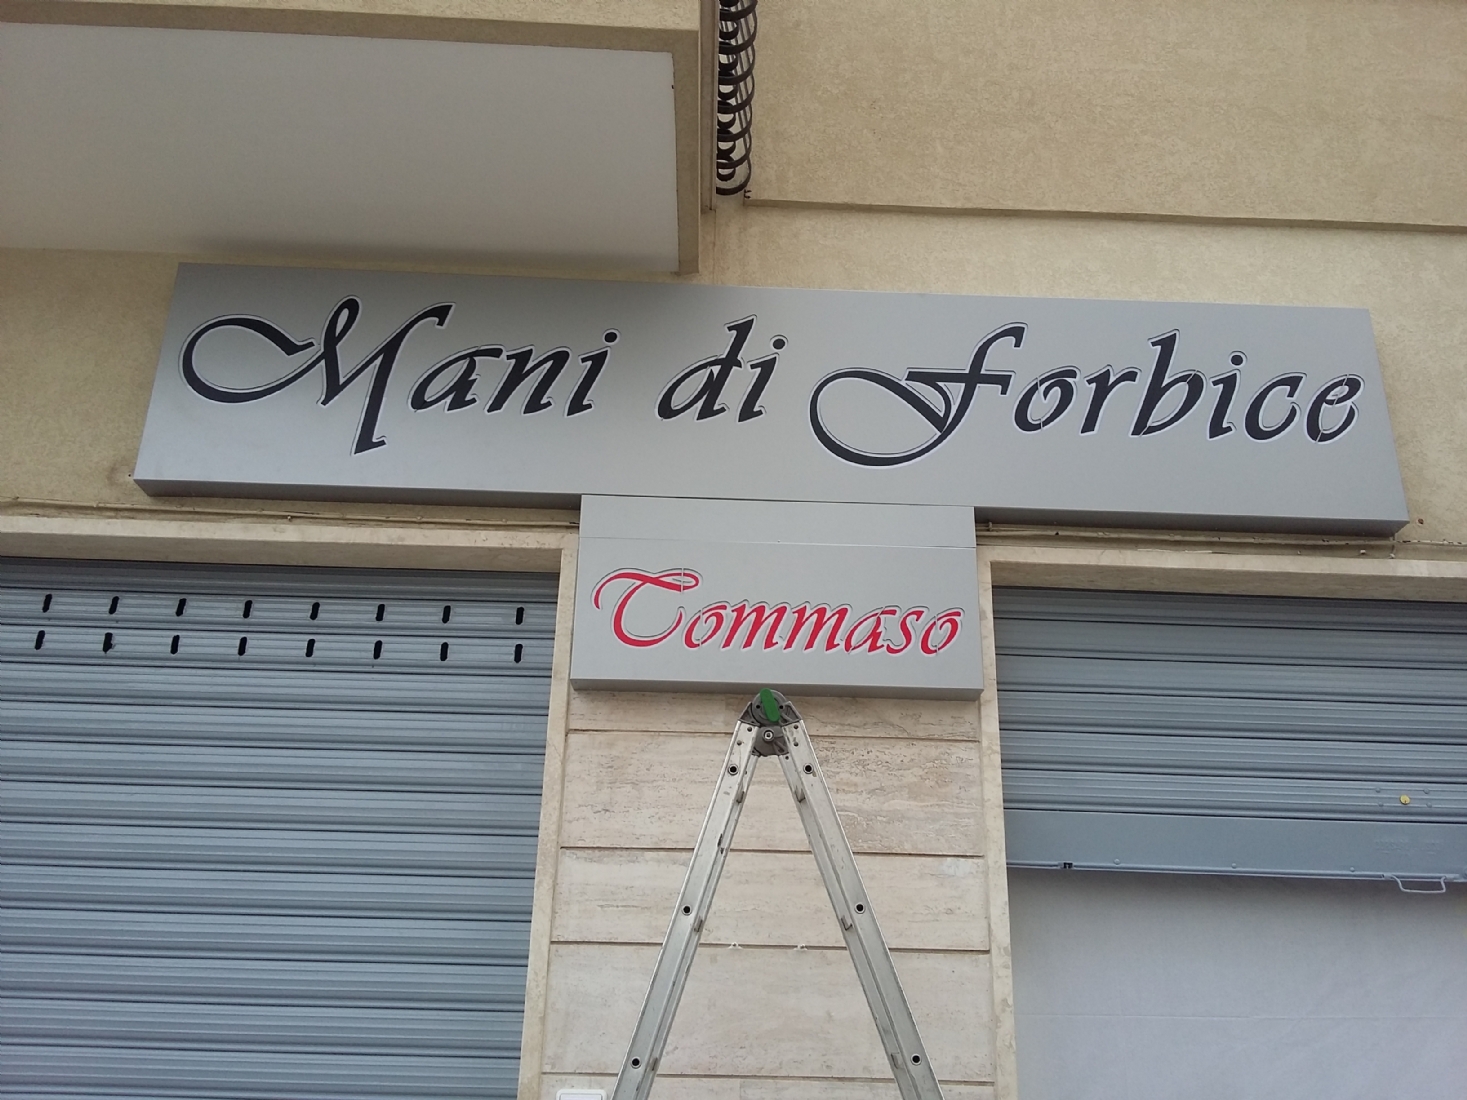 Mani di Forbice
Tommaso